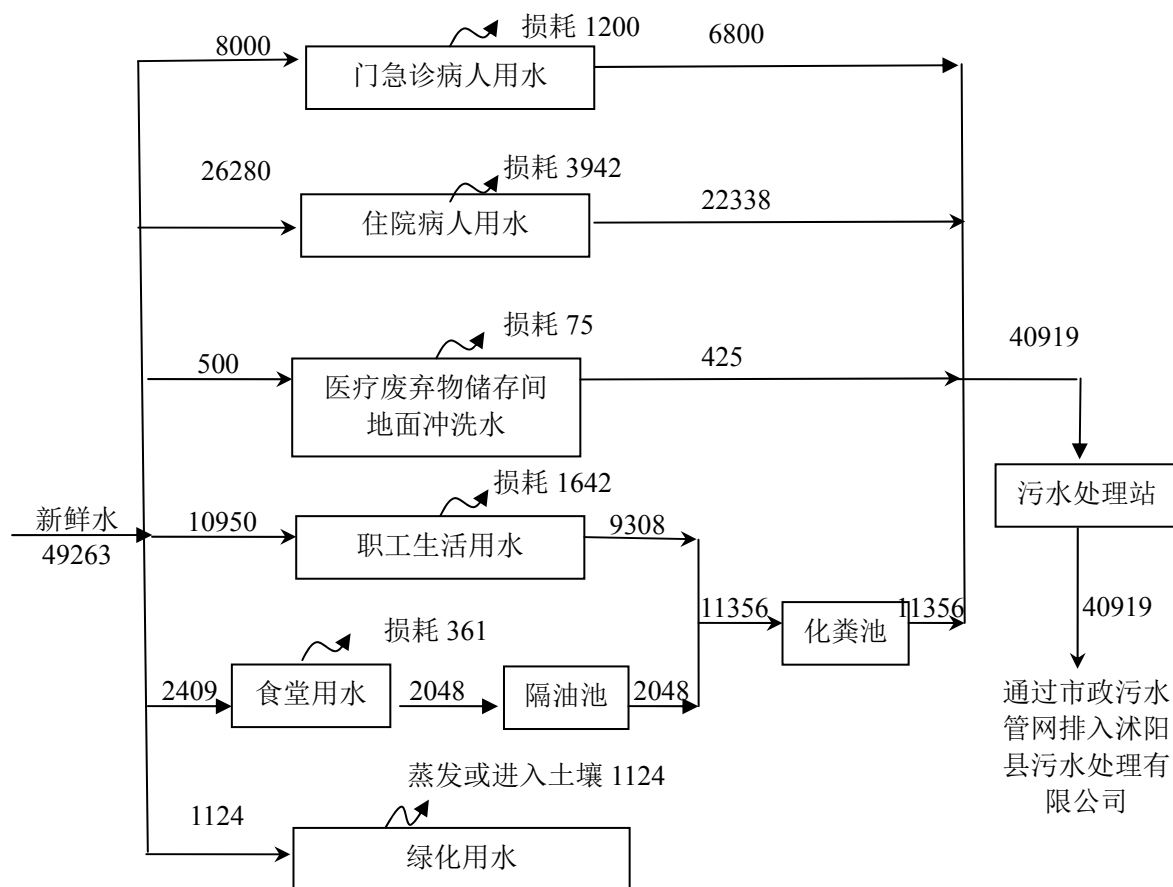 损耗 1200
8000
6800
门急诊病人用水
损耗 3942
26280
22338
住院病人用水
损耗 75
500
425
40919
医疗废弃物储存间
地面冲洗水
损耗 1642
污水处理站
新鲜水
49263
10950
职工生活用水
9308
11356
化粪池
11356
40919
损耗 361
2409
食堂用水
2048
隔油池
2048
通过市政污水
管网排入沭阳
县污水处理有
限公司
蒸发或进入土壤 1124
1124
绿化用水